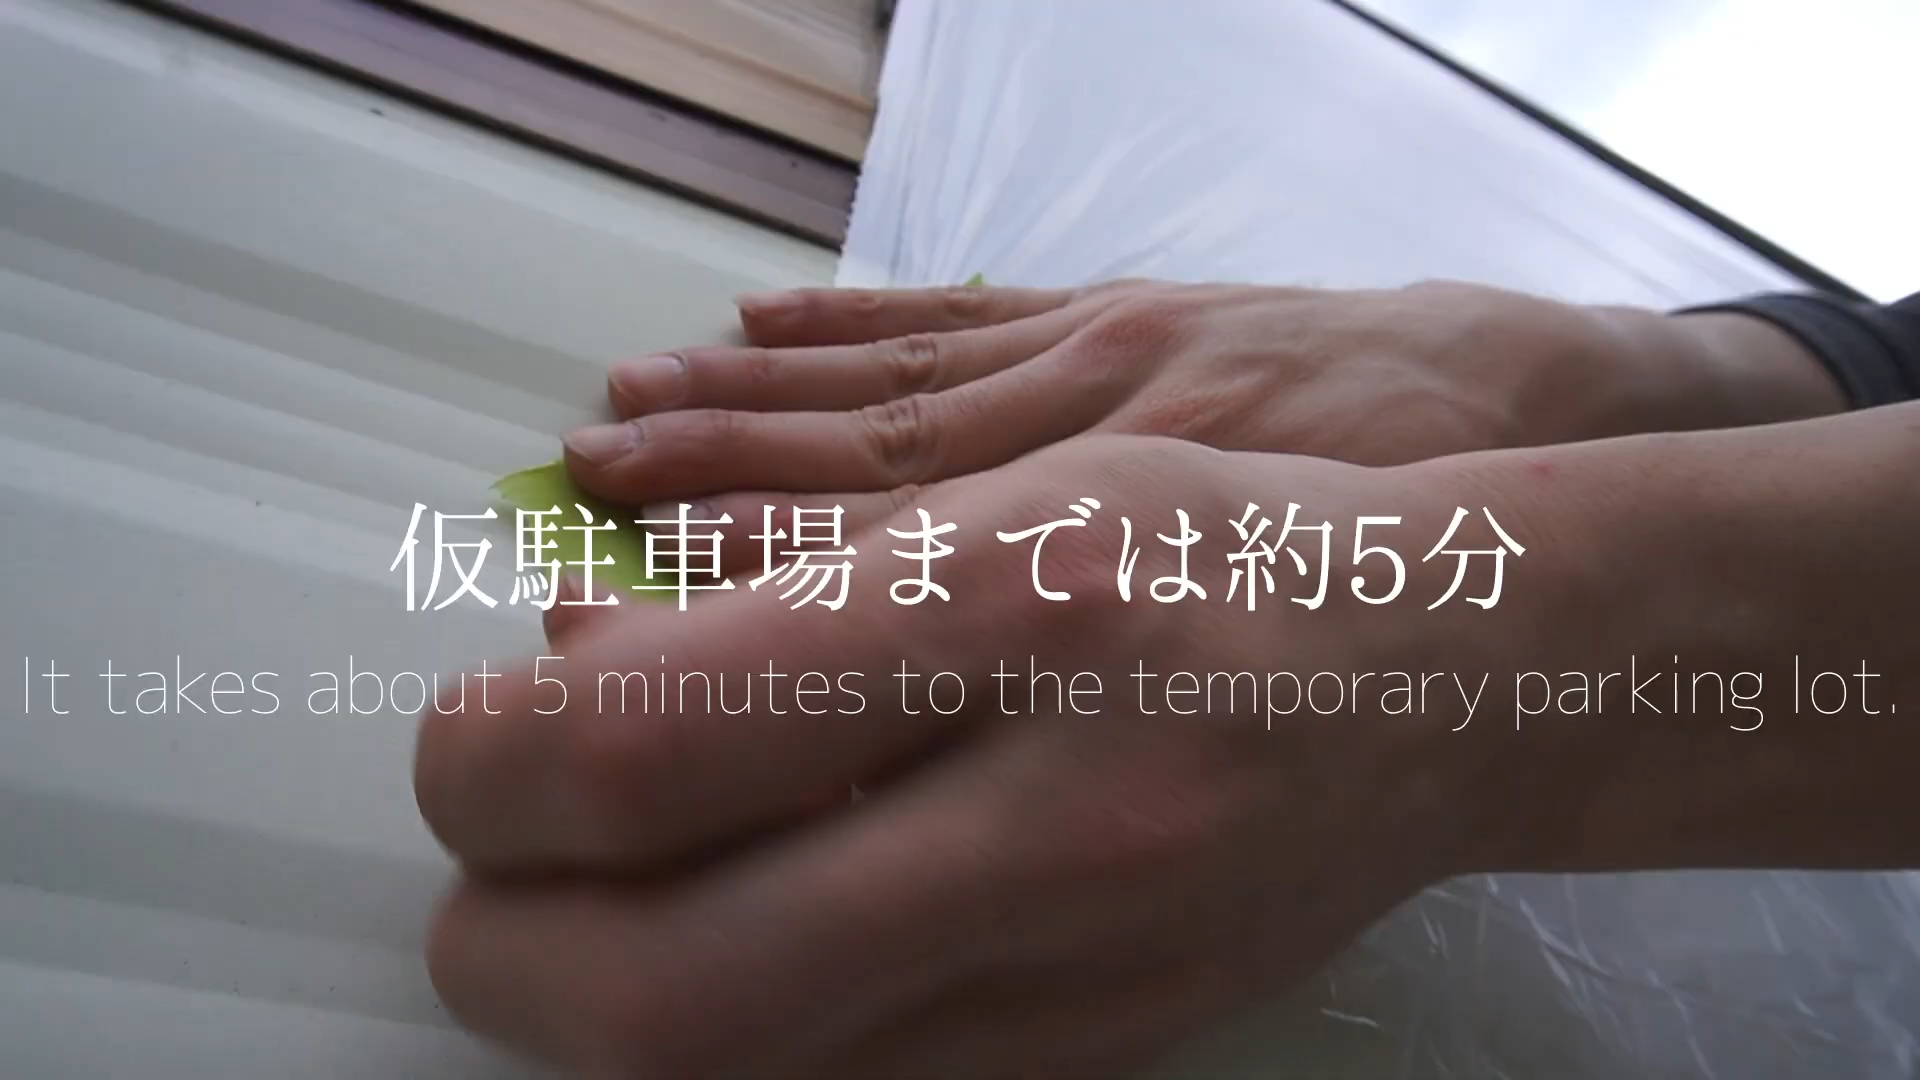 仮駐車場までは約5分
It takes about 5 minutes to the temporary parking lot.